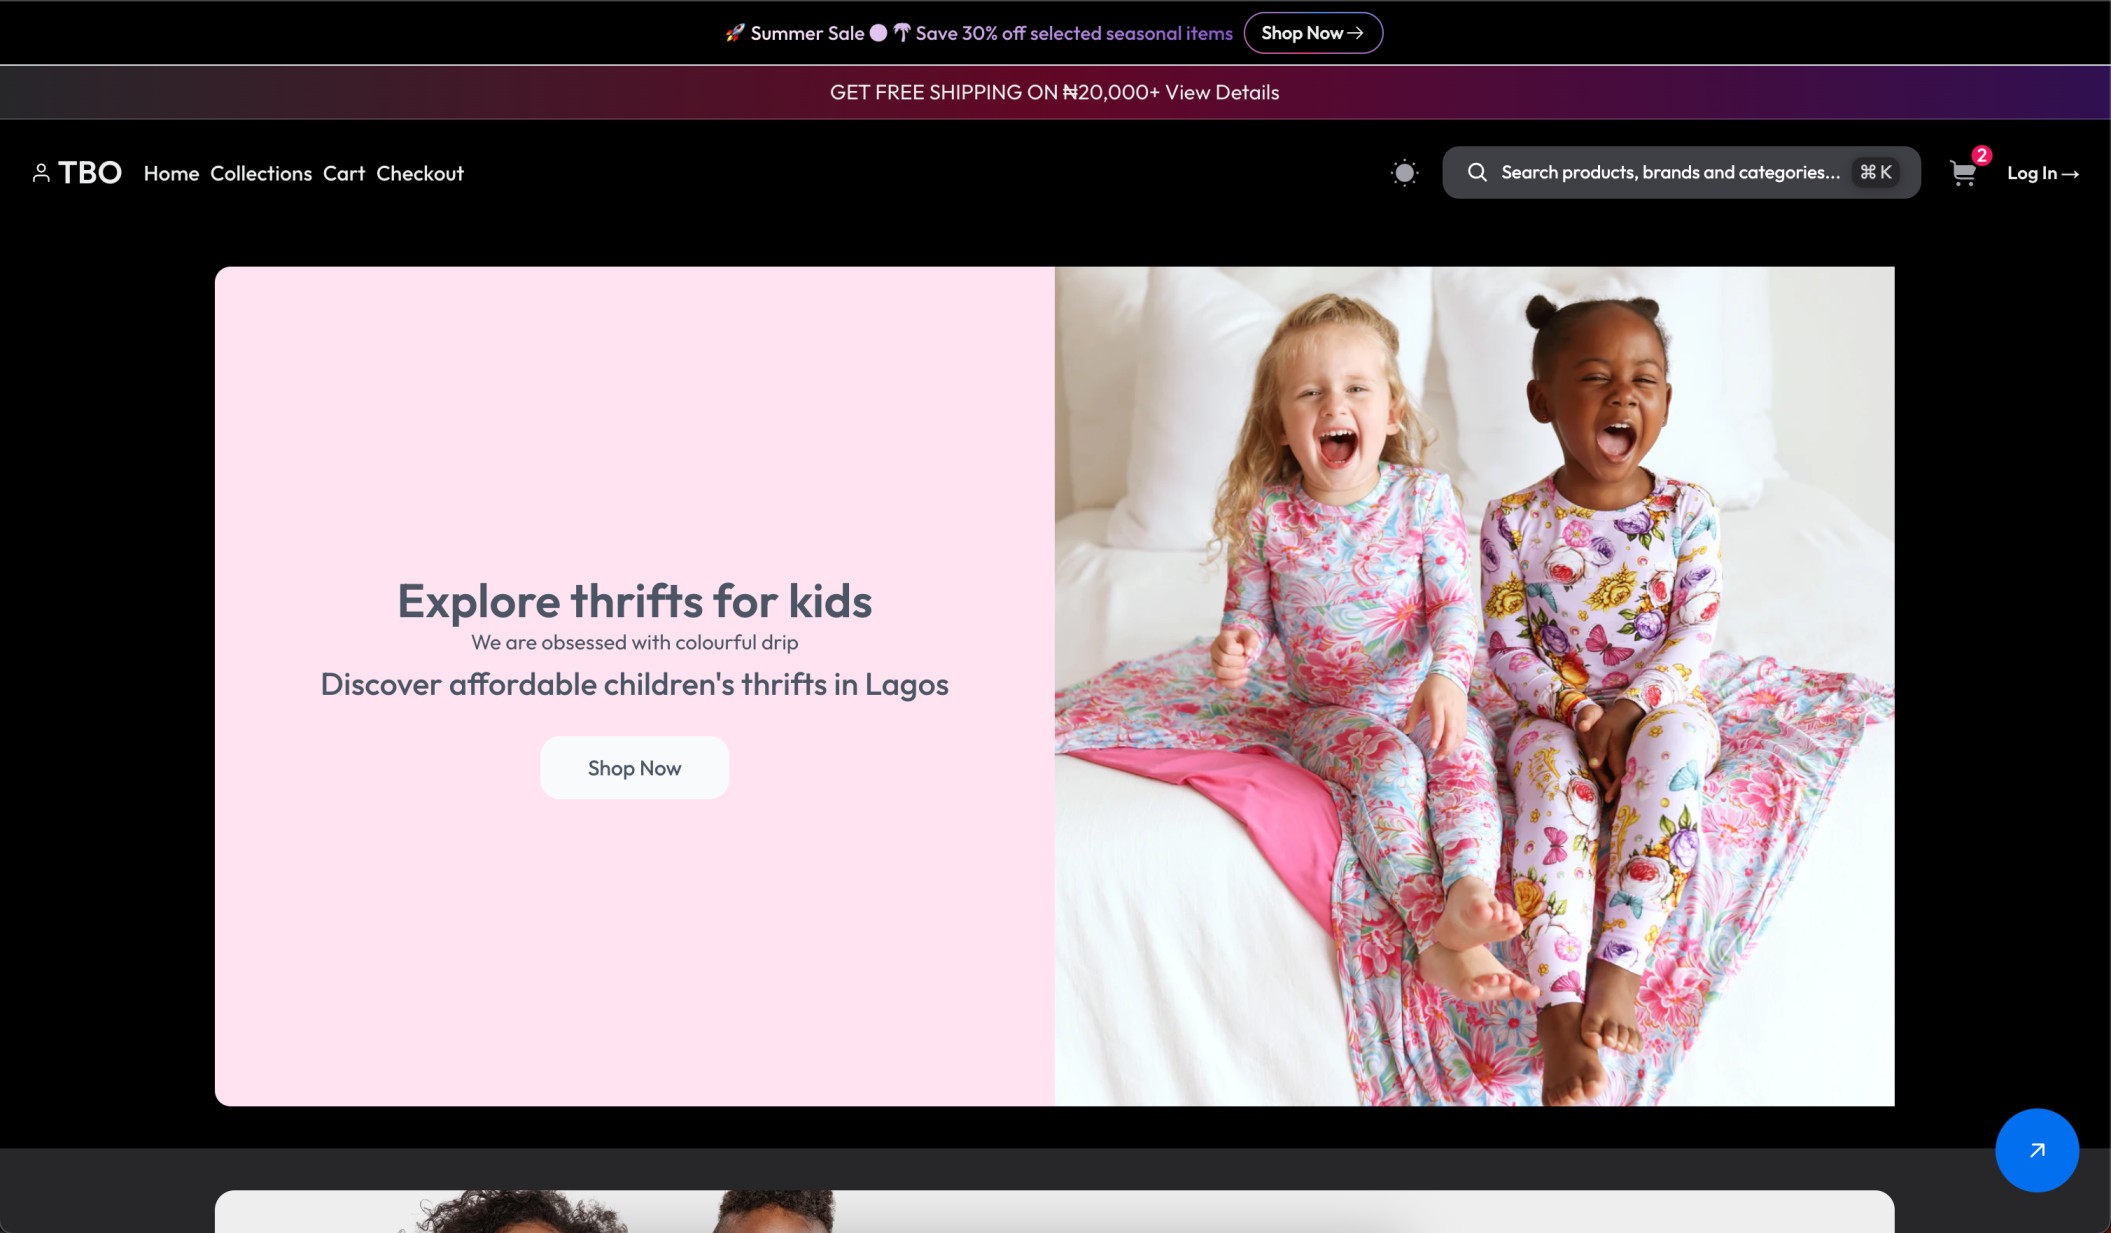 🚀 Summer Sale 🌴 Save 30% off selected seasonal items Shop Now →
GET FREE SHIPPING ON ₦20,000+ View Details
TBO Home Collections Cart Checkout Search products, brands and categories... ⌘ K 2 Log In →
Explore thrifts for kids
We are obsessed with colourful drip
Discover affordable children's thrifts in Lagos
Shop Now